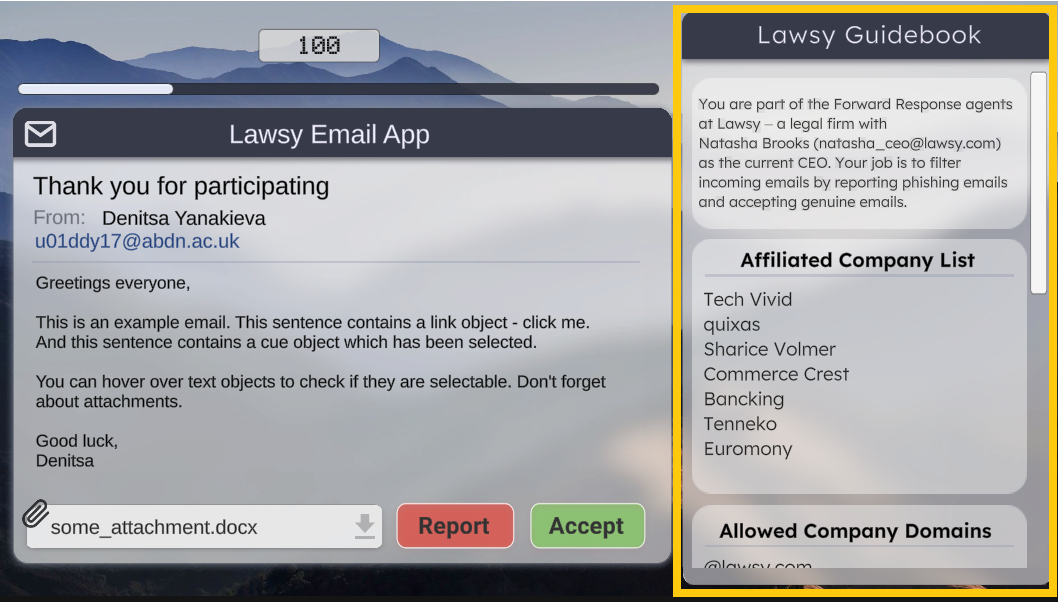 100
Lawsy Email App
Thank you for participating
From: Denitsa Yanakieva
u01ddy17@abdn.ac.uk
Greetings everyone,
This is an example email. This sentence contains a link object - click me.
And this sentence contains a cue object which has been selected.
You can hover over text objects to check if they are selectable. Don't forget
about attachments.
Good luck,
Denitsa
some_attachment.docx
Report
Accept
Lawsy Guidebook
You are part of the Forward Response agents
at Lawsy – a legal firm with
Natasha Brooks (natasha_ceo@lawsy.com)
as the current CEO. Your job is to filter
incoming emails by reporting phishing emails
and accepting genuine emails.
Affiliated Company List
Tech Vivid
quixas
Sharice Volmer
Commerce Crest
Bancking
Tenneko
Euromony
Allowed Company Domains
@lawsy.com